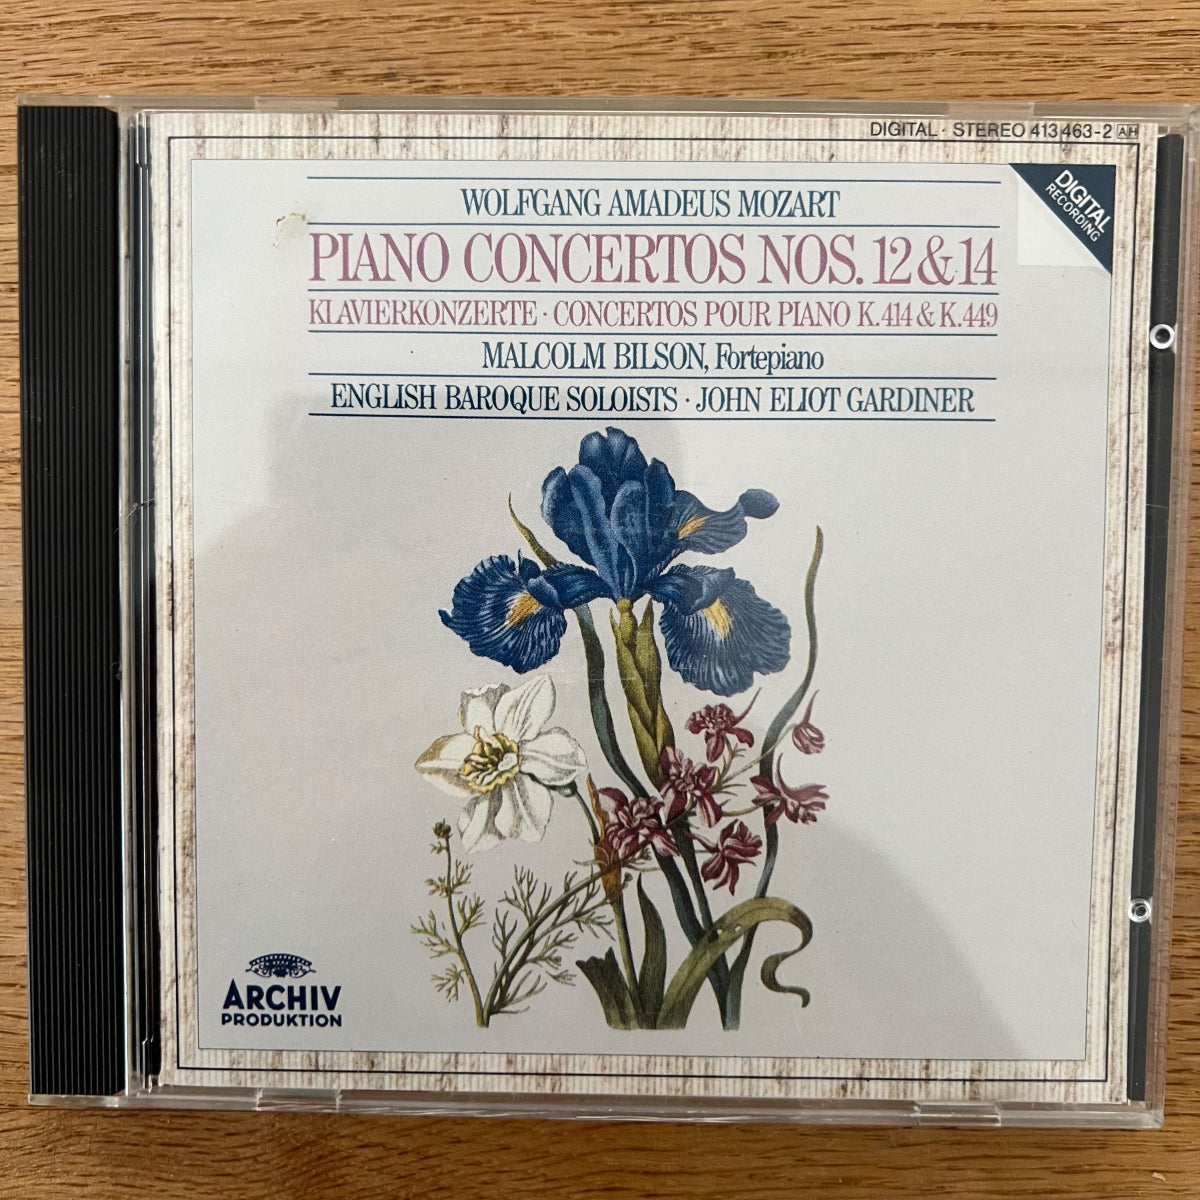 DIGITAL · STEREO 413 463-2 AH
DIGITAL
RECORDING
WOLFGANG AMADEUS MOZART
PIANO CONCERTOS NOS. 12 & 14
KLAVIERKONZERTE · CONCERTOS POUR PIANO K. 414 & K. 449
MALCOLM BILSON, Fortepiano
ENGLISH BAROQUE SOLOISTS · JOHN ELIOT GARDINER
ARCHIV
PRODUKTION